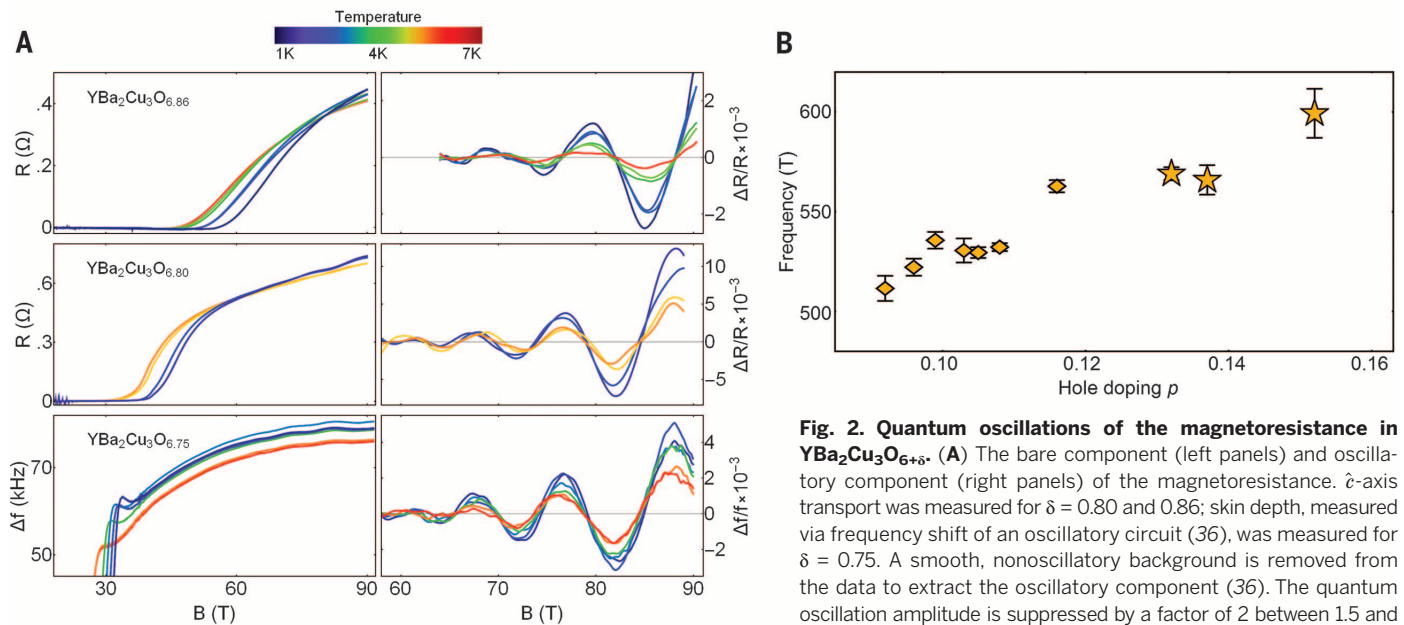 A
Temperature
1K 4K 7K
YBa₂Cu₃O₆.₈₆
R (Ω)
.4
.2
0
ΔR/R×10⁻³
2
0
−2
YBa₂Cu₃O₆.₈₀
R (Ω)
.6
.3
0
ΔR/R×10⁻³
10
5
0
−5
YBa₂Cu₃O₆.₇₅
Δf (kHz)
70
50
Δf/f×10⁻³
4
2
0
−2
30 60 90
B (T)
60 70 80 90
B (T)
B
Frequency (T)
600
550
500
0.10 0.12 0.14 0.16
Hole doping p
Fig. 2. Quantum oscillations of the magnetoresistance in
YBa₂Cu₃O₆₊δ. (A) The bare component (left panels) and oscilla-
tory component (right panels) of the magnetoresistance. ĉ-axis
transport was measured for δ = 0.80 and 0.86; skin depth, measured
via frequency shift of an oscillatory circuit (36), was measured for
δ = 0.75. A smooth, nonoscillatory background is removed from
the data to extract the oscillatory component (36). The quantum
oscillation amplitude is suppressed by a factor of 2 between 1.5 and